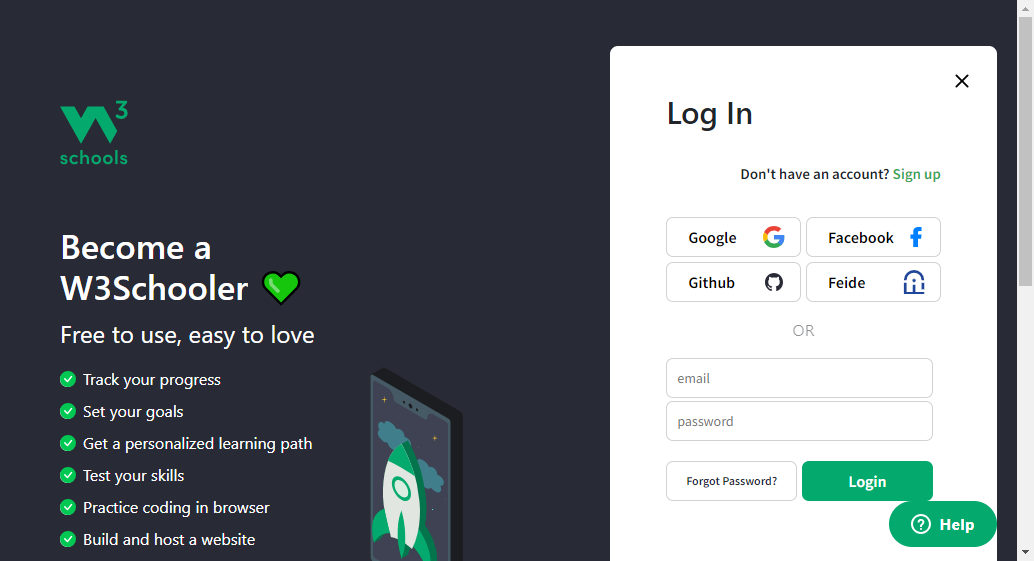 W3
schools
Become a
W3Schooler
Free to use, easy to love
Track your progress
Set your goals
Get a personalized learning path
Test your skills
Practice coding in browser
Build and host a website
Log In
Don't have an account? Sign up
Google
Facebook
Github
Feide
OR
email
password
Forgot Password?
Login
Help